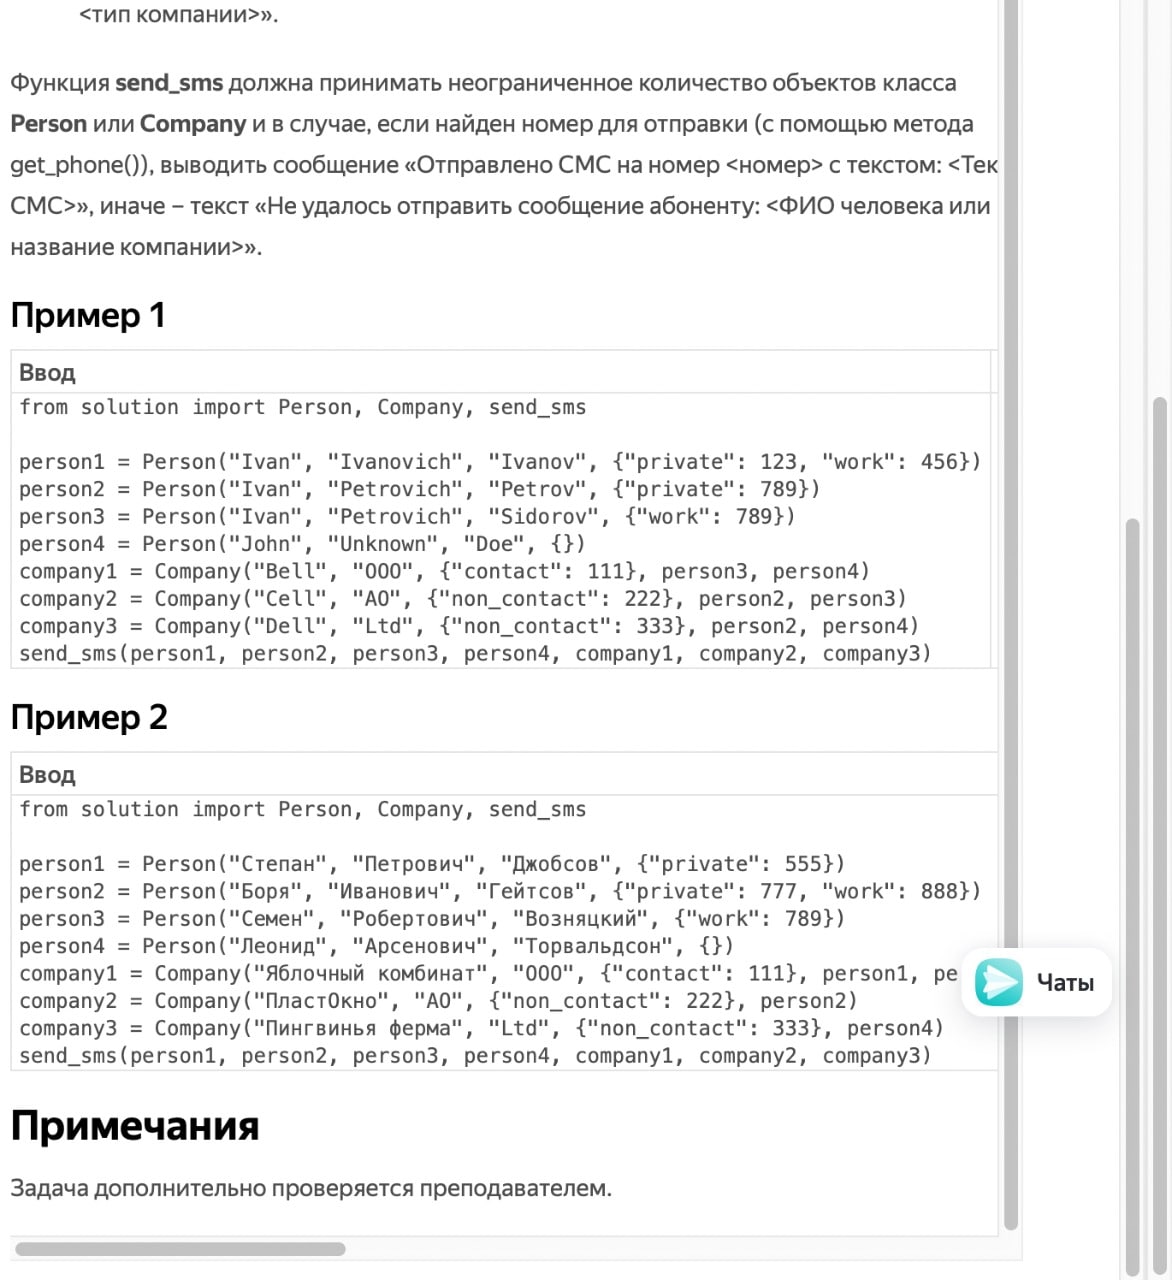 <тип компании>».
Функция send_sms должна принимать неограниченное количество объектов класса
Person или Company и в случае, если найден номер для отправки (с помощью метода
get_phone()), выводить сообщение «Отправлено СМС на номер <номер> с текстом: <Тек
СМС>», иначе – текст «Не удалось отправить сообщение абоненту: <ФИО человека или
название компании>».
Пример 1
Ввод
from solution import Person, Company, send_sms
person1 = Person("Ivan", "Ivanovich", "Ivanov", {"private": 123, "work": 456})
person2 = Person("Ivan", "Petrovich", "Petrov", {"private": 789})
person3 = Person("Ivan", "Petrovich", "Sidorov", {"work": 789})
person4 = Person("John", "Unknown", "Doe", {})
company1 = Company("Bell", "ООО", {"contact": 111}, person3, person4)
company2 = Company("Cell", "АО", {"non_contact": 222}, person2, person3)
company3 = Company("Dell", "Ltd", {"non_contact": 333}, person2, person4)
send_sms(person1, person2, person3, person4, company1, company2, company3)
Пример 2
Ввод
from solution import Person, Company, send_sms
person1 = Person("Степан", "Петрович", "Джобсов", {"private": 555})
person2 = Person("Боря", "Иванович", "Гейтсов", {"private": 777, "work": 888})
person3 = Person("Семен", "Робертович", "Возняцкий", {"work": 789})
person4 = Person("Леонид", "Арсенович", "Торвальдсон", {})
company1 = Company("Яблочный комбинат", "ООО", {"contact": 111}, person1, pe
company2 = Company("ПластОкно", "АО", {"non_contact": 222}, person2)
company3 = Company("Пингвинья ферма", "Ltd", {"non_contact": 333}, person4)
send_sms(person1, person2, person3, person4, company1, company2, company3)
Чаты
Примечания
Задача дополнительно проверяется преподавателем.